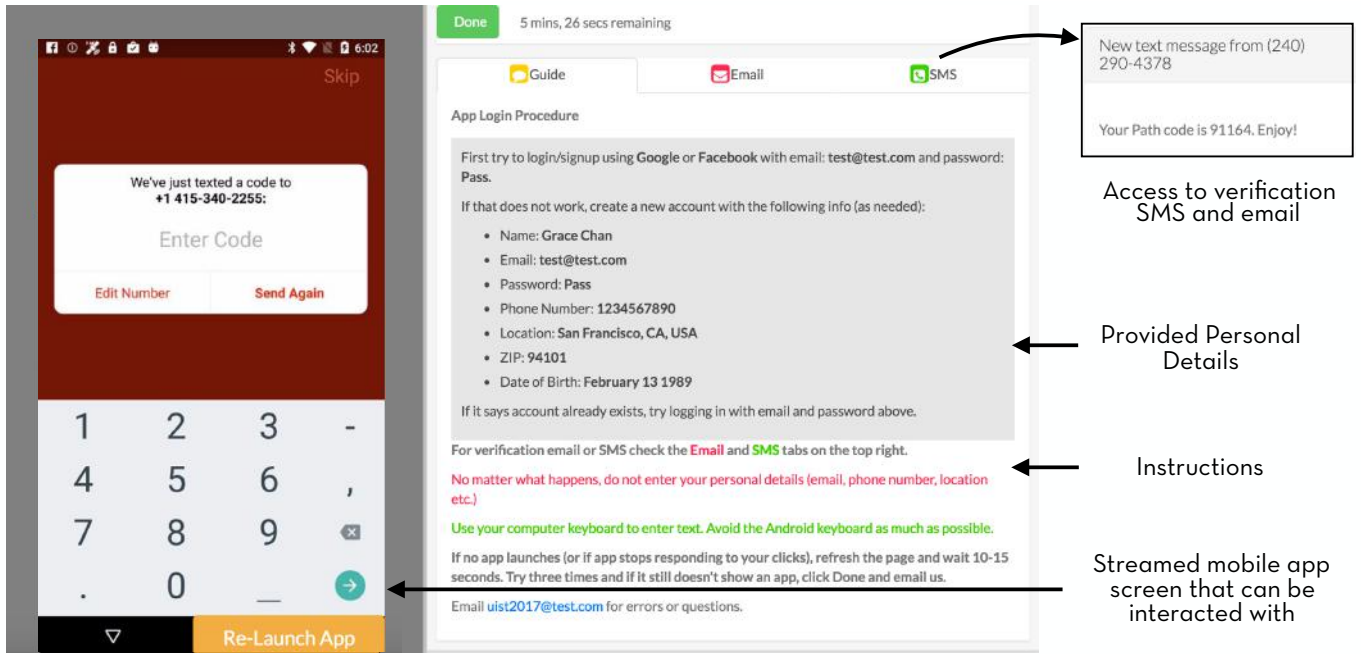 6:02
Skip
We've just texted a code to
+1 415-340-2255:
Enter Code
Edit Number
Send Again
1 2 3 -
4 5 6 ,
7 8 9
. 0 _
Re-Launch App
Done
5 mins, 26 secs remaining
Guide
Email
SMS
App Login Procedure
First try to login/signup using Google or Facebook with email: test@test.com and password:
Pass.
If that does not work, create a new account with the following info (as needed):
• Name: Grace Chan
• Email: test@test.com
• Password: Pass
• Phone Number: 1234567890
• Location: San Francisco, CA, USA
• ZIP: 94101
• Date of Birth: February 13 1989
If it says account already exists, try logging in with email and password above.
For verification email or SMS check the Email and SMS tabs on the top right.
No matter what happens, do not enter your personal details (email, phone number, location
etc.)
Use your computer keyboard to enter text. Avoid the Android keyboard as much as possible.
If no app launches (or if app stops responding to your clicks), refresh the page and wait 10-15
seconds. Try three times and if it still doesn't show an app, click Done and email us.
Email uist2017@test.com for errors or questions.
New text message from (240)
290-4378
Your Path code is 91164. Enjoy!
Access to verification
SMS and email
Provided Personal
Details
Instructions
Streamed mobile app
screen that can be
interacted with